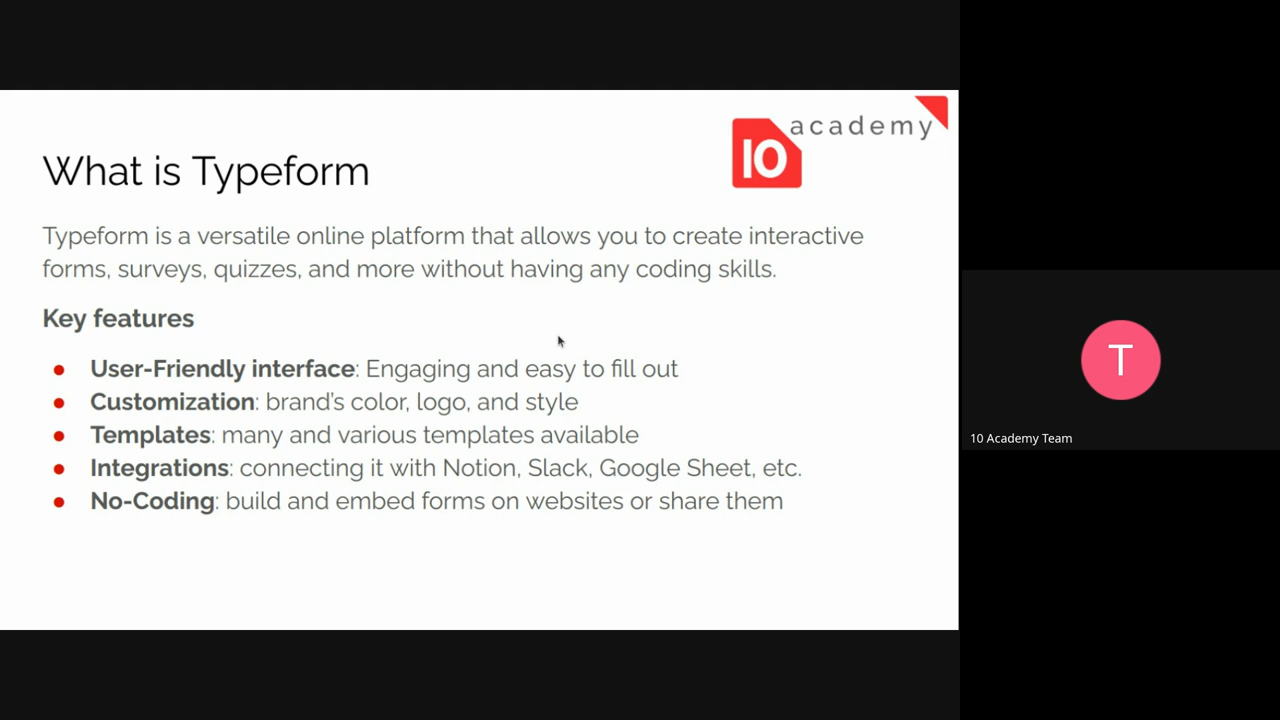 10 academy
What is Typeform
Typeform is a versatile online platform that allows you to create interactive
forms, surveys, quizzes, and more without having any coding skills.
Key features
● User-Friendly interface: Engaging and easy to fill out
● Customization: brand’s color, logo, and style
● Templates: many and various templates available
● Integrations: connecting it with Notion, Slack, Google Sheet, etc.
● No-Coding: build and embed forms on websites or share them
T
10 Academy Team